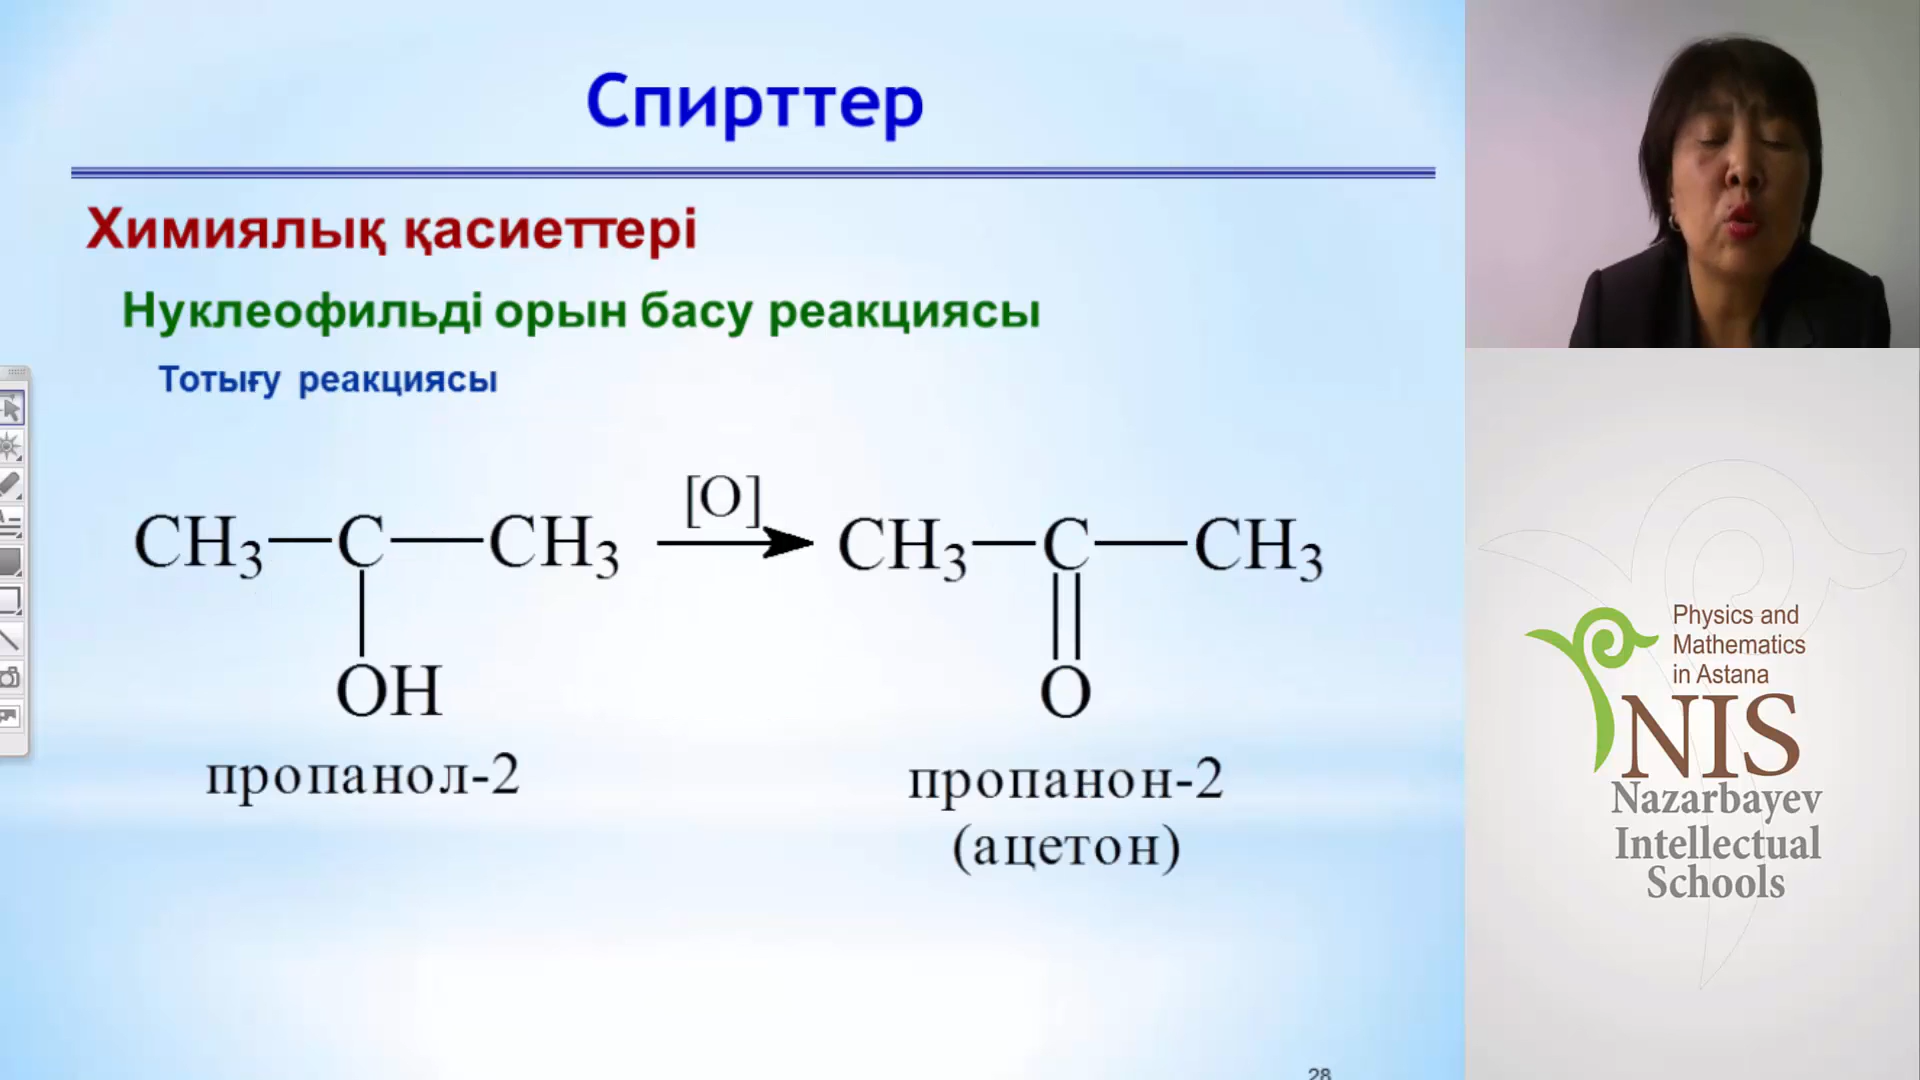 Спирттер
Химиялық қасиеттері
Нуклеофильді орын басу реакциясы
Тотығу реакциясы
[O]
CH3—C—CH3 → CH3—C—CH3
OH O
пропанол-2 пропанон-2
(ацетон)
28
Physics and
Mathematics
in Astana
NIS
Nazarbayev
Intellectual
Schools